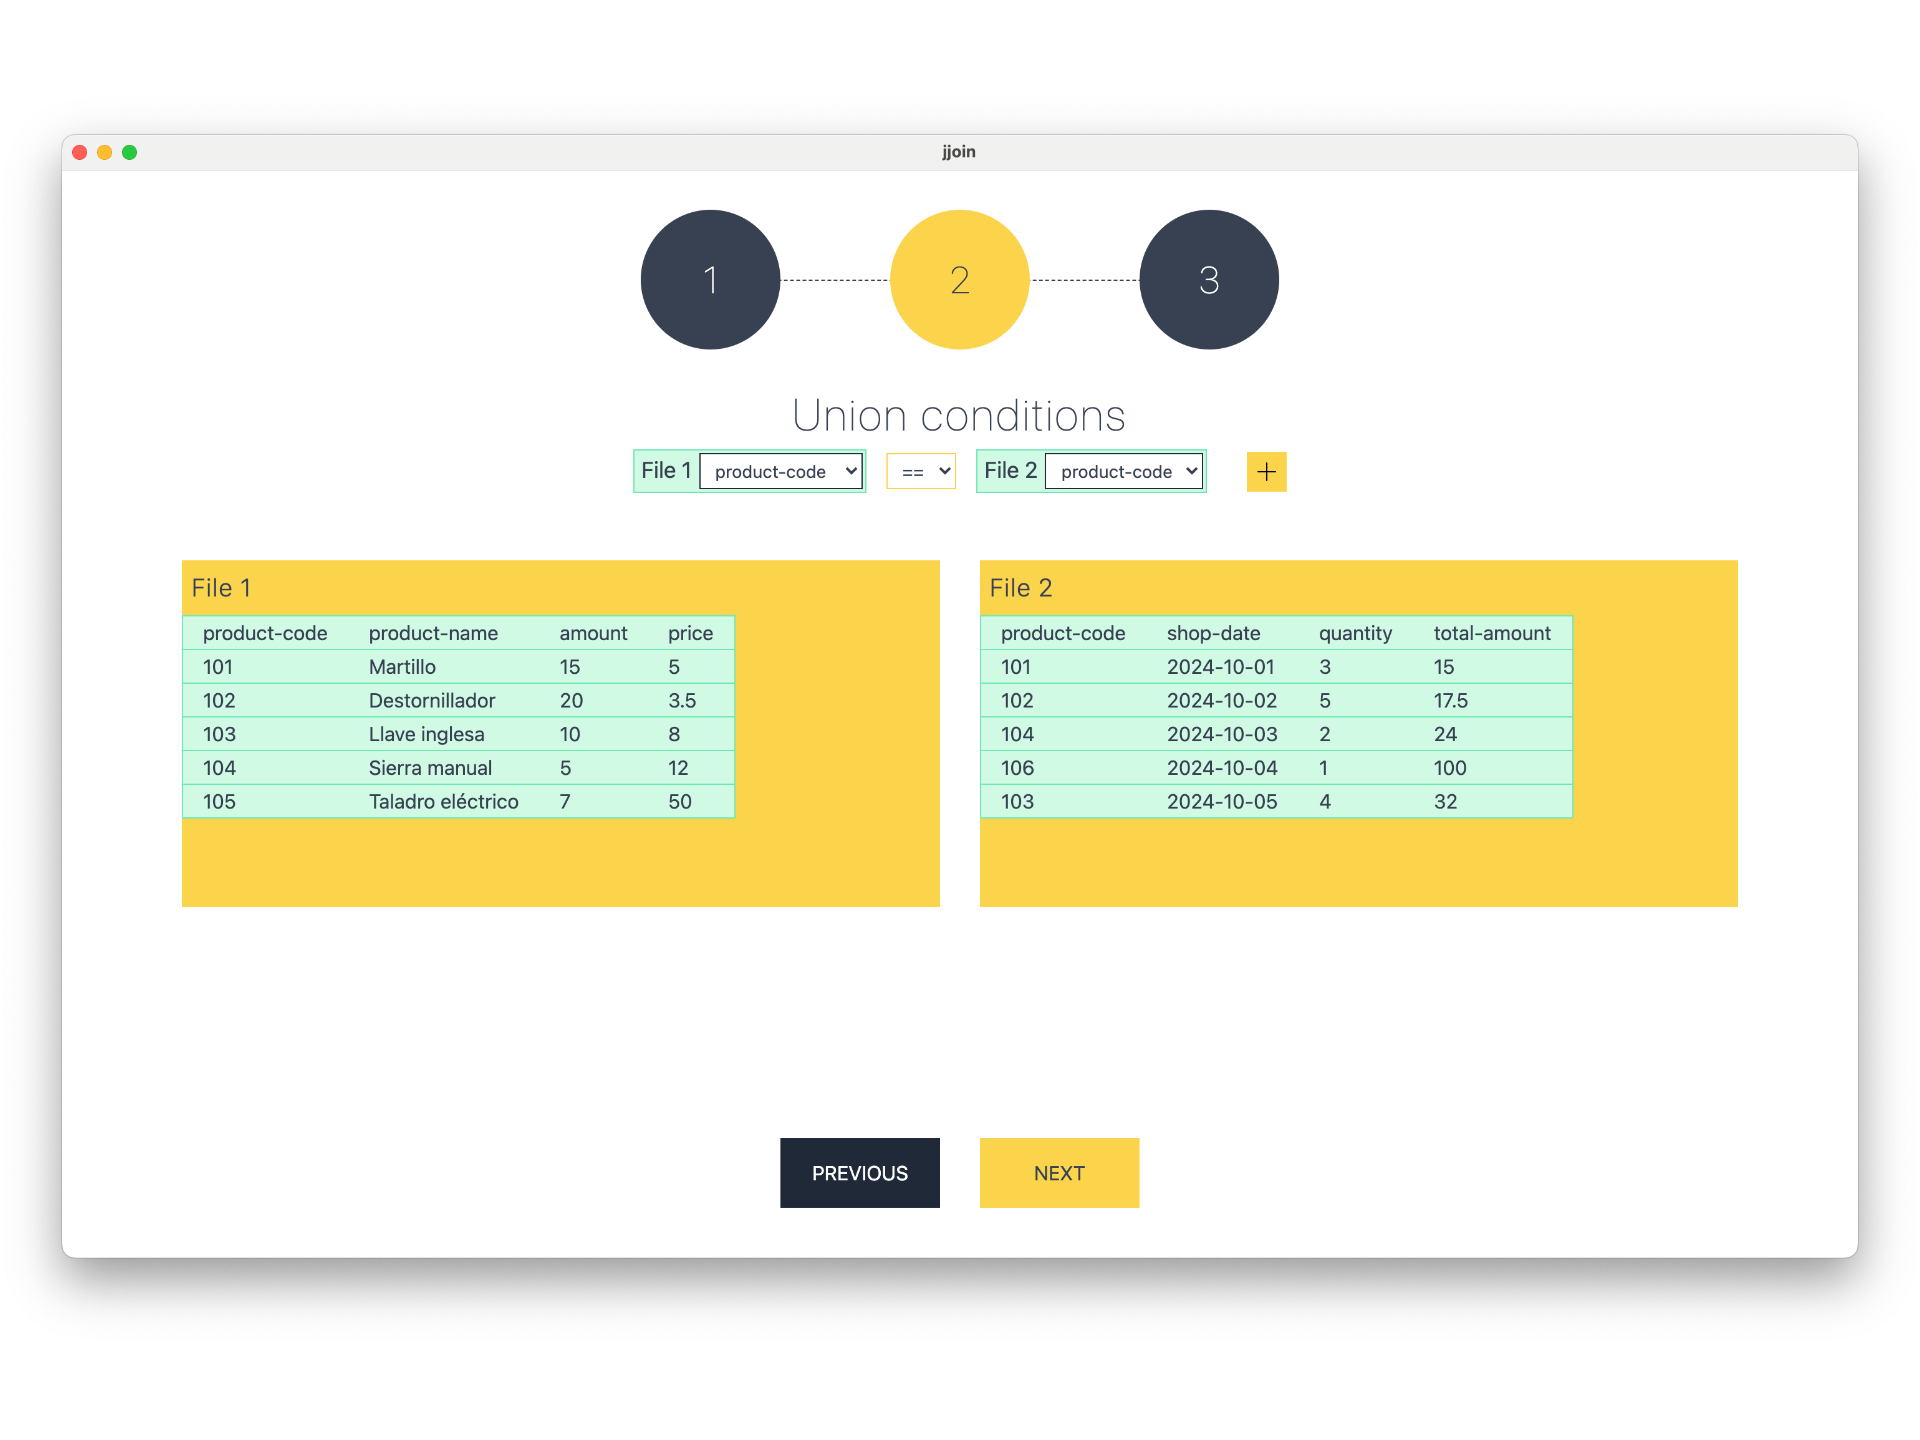 jjoin
1 2 3
Union conditions
File 1 product-code == File 2 product-code +
File 1
product-code product-name amount price
101 Martillo 15 5
102 Destornillador 20 3.5
103 Llave inglesa 10 8
104 Sierra manual 5 12
105 Taladro eléctrico 7 50
File 2
product-code shop-date quantity total-amount
101 2024-10-01 3 15
102 2024-10-02 5 17.5
104 2024-10-03 2 24
106 2024-10-04 1 100
103 2024-10-05 4 32
PREVIOUS NEXT